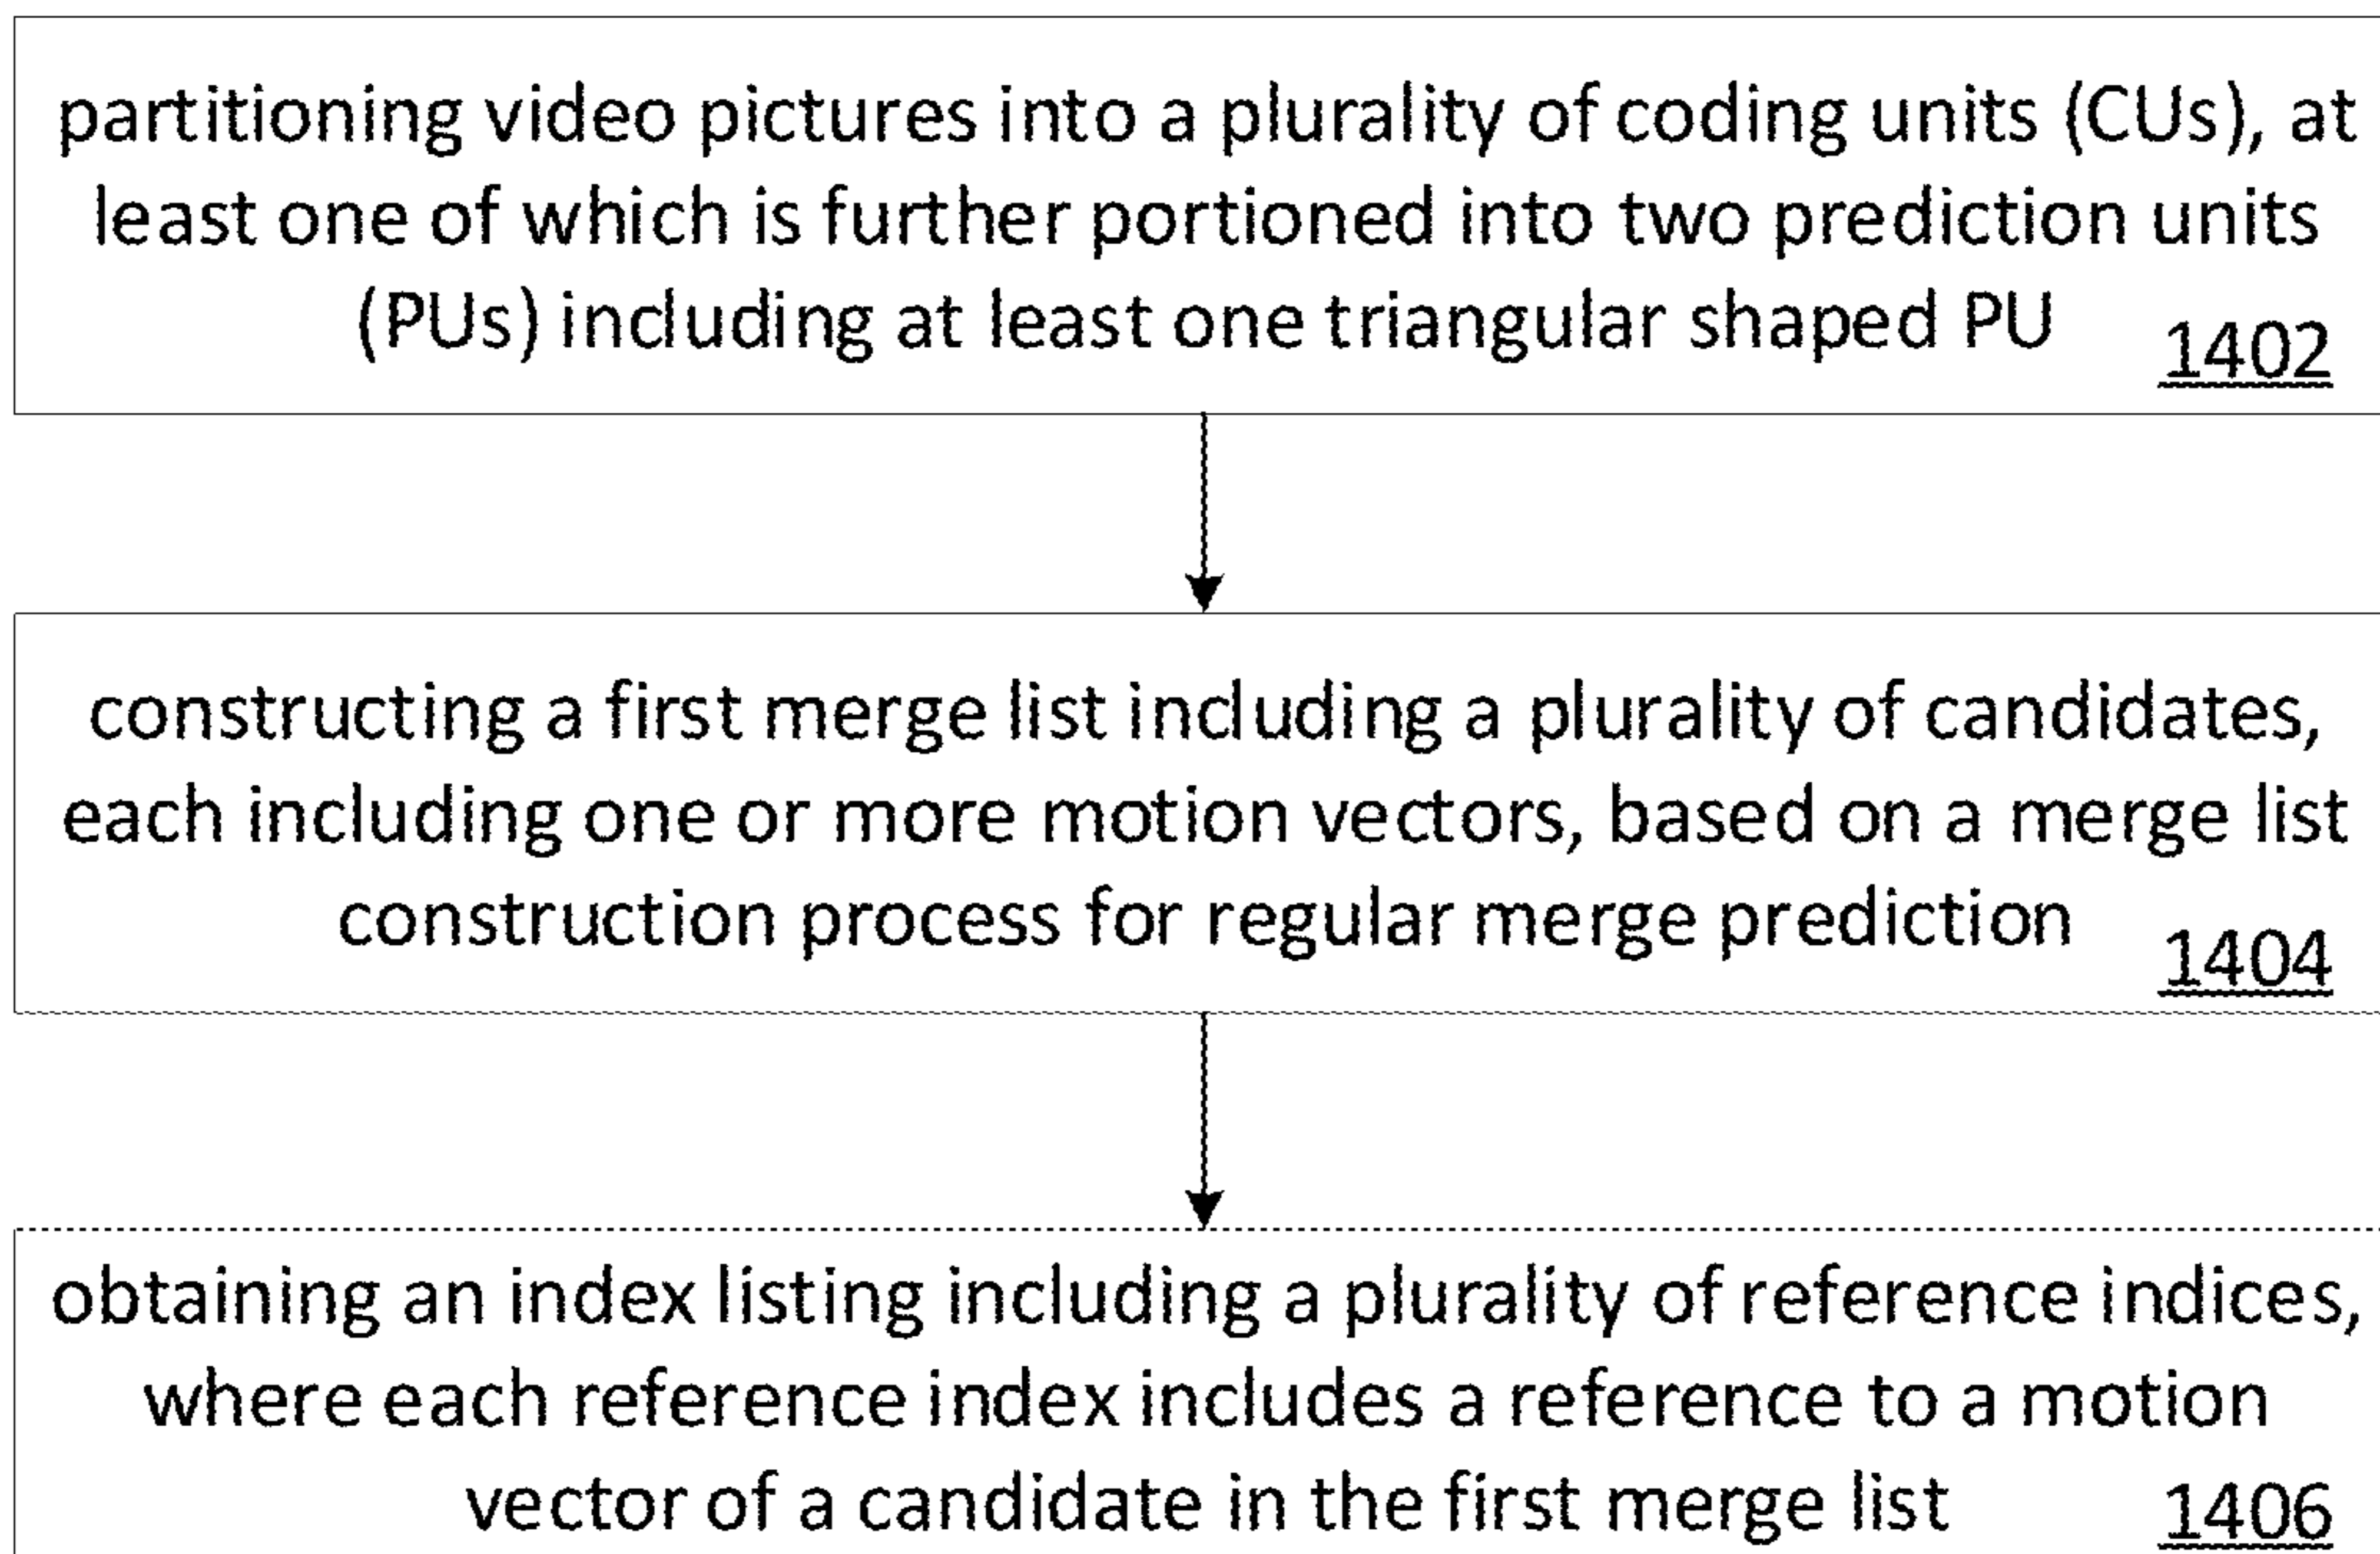 partitioning video pictures into a plurality of coding units (CUs), at
least one of which is further portioned into two prediction units
(PUs) including at least one triangular shaped PU 1402
constructing a first merge list including a plurality of candidates,
each including one or more motion vectors, based on a merge list
construction process for regular merge prediction 1404
obtaining an index listing including a plurality of reference indices,
where each reference index includes a reference to a motion
vector of a candidate in the first merge list 1406